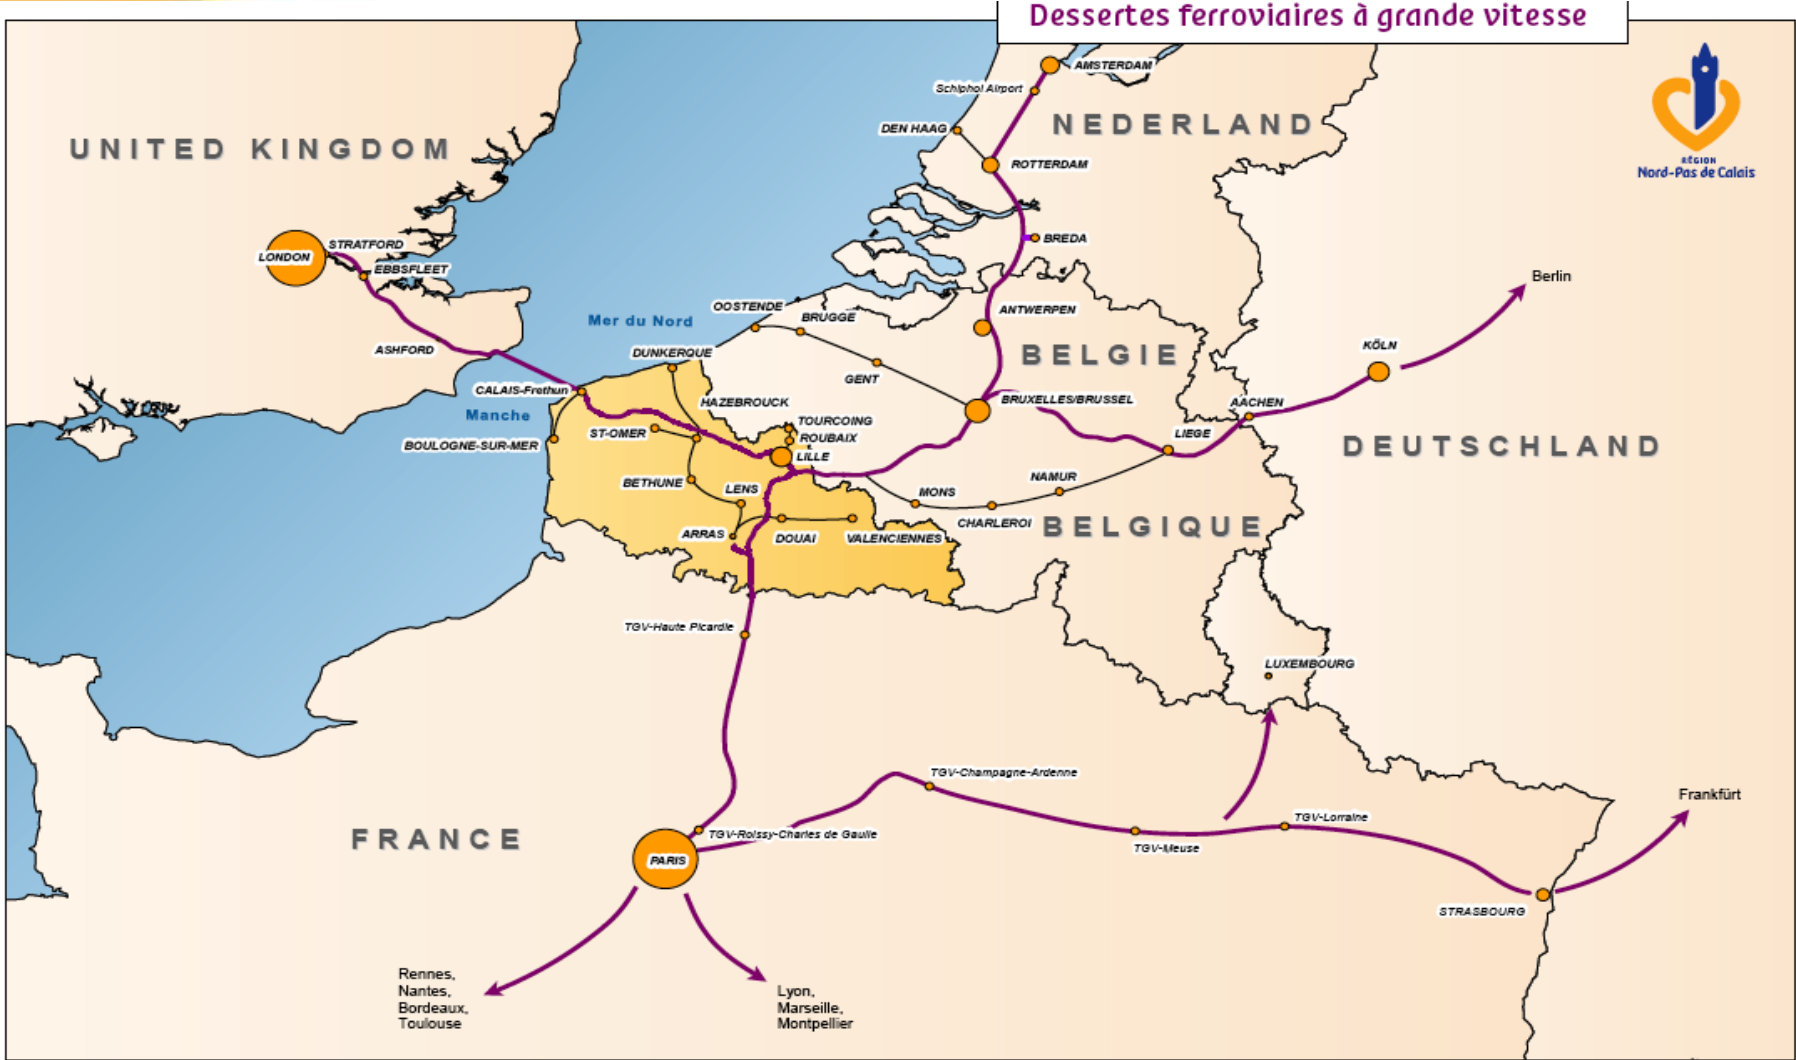 Dessertes ferroviaires à grande vitesse
AMSTERDAM
Schiphol Airport
NEDERLAND
DEN HAAG
UNITED KINGDOM
ROTTERDAM
RÉGION
Nord-Pas de Calais
BREDA
STRATFORD
LONDON
EBBSFLEET
Berlin
OOSTENDE
BRUGGE
ANTWERPEN
Mer du Nord
ASHFORD
DUNKERQUE
BELGIE
KÖLN
GENT
CALAIS-Frethun
HAZEBROUCK
BRUXELLES/BRUSSEL
AACHEN
Manche
TOURCOING
ST-OMER
ROUBAIX
LIEGE
BOULOGNE-SUR-MER
DEUTSCHLAND
LILLE
BETHUNE
LENS
NAMUR
MONS
CHARLEROI
BELGIQUE
ARRAS
DOUAI
VALENCIENNES
TGV-Haute Picardie
LUXEMBOURG
TGV-Champagne-Ardenne
Frankfürt
TGV-Lorraine
FRANCE
TGV-Roissy-Charles de Gaulle
TGV-Meuse
PARIS
STRASBOURG
Rennes,
Nantes,
Bordeaux,
Toulouse
Lyon,
Marseille,
Montpellier